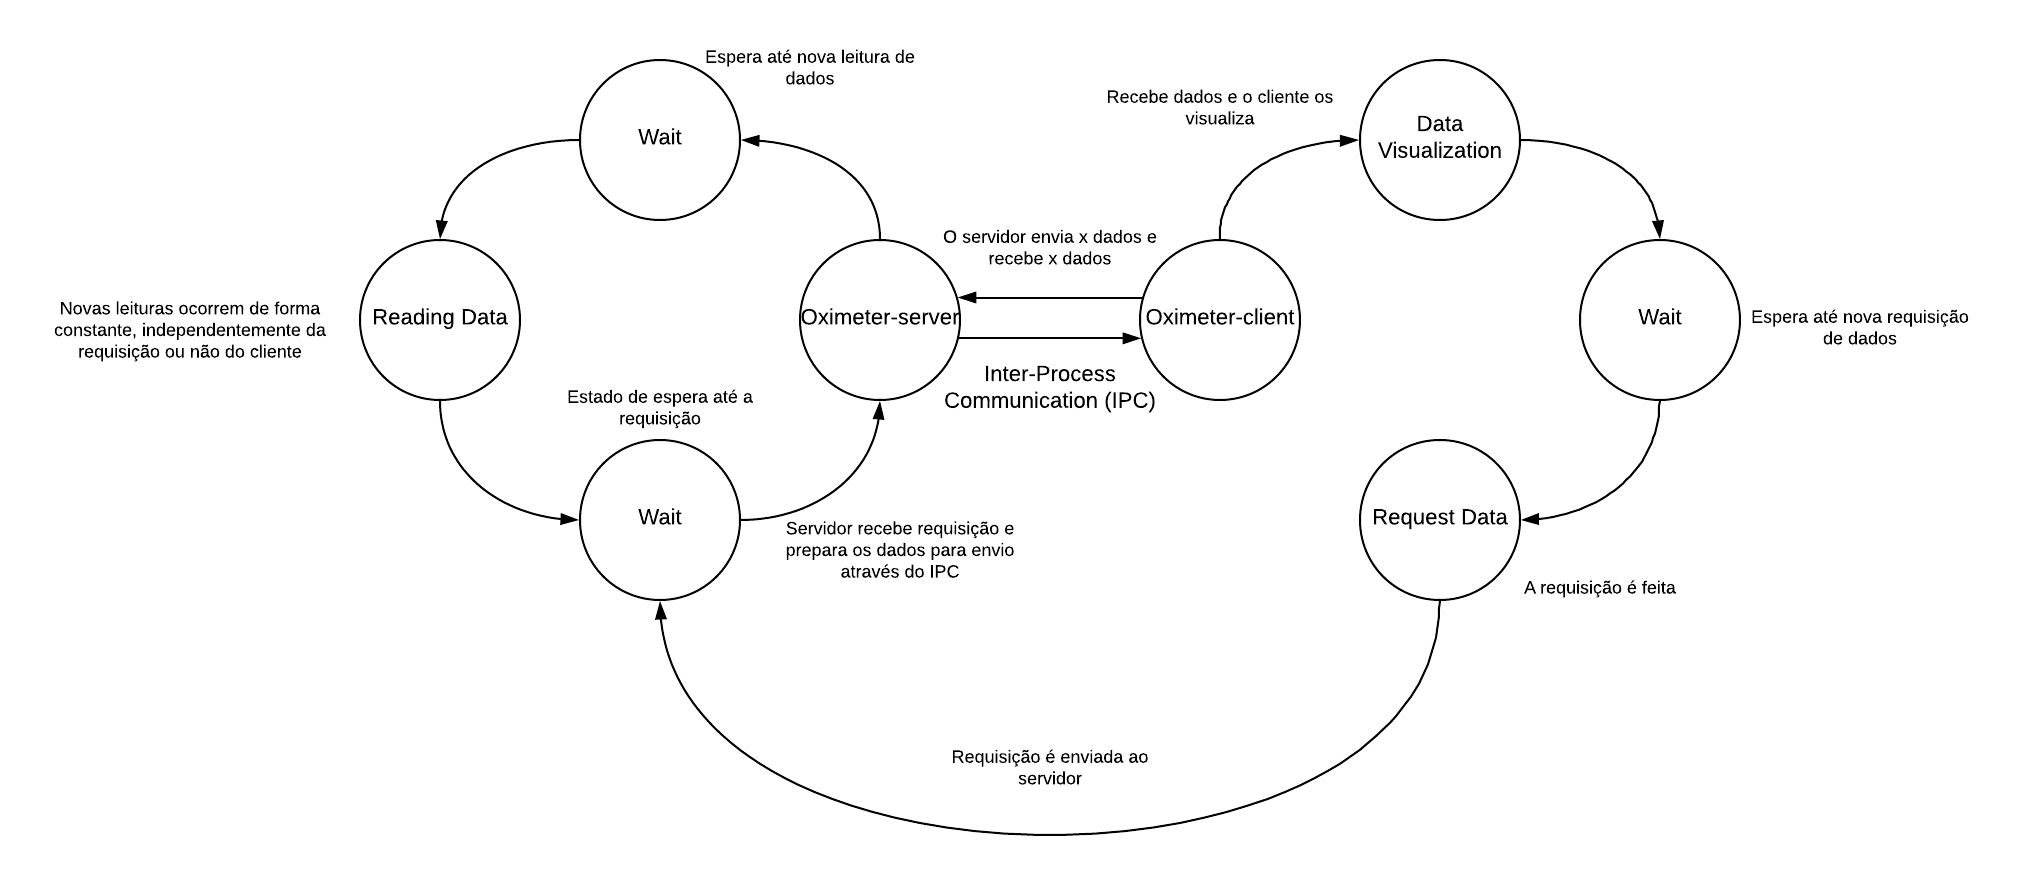 Espera até nova leitura de
dados
Wait
Recebe dados e o cliente os
visualiza
Data
Visualization
O servidor envia x dados e
recebe x dados
Novas leituras ocorrem de forma
constante, independentemente da
requisição ou não do cliente
Reading Data
Oximeter-server
Oximeter-client
Wait
Espera até nova requisição
de dados
Inter-Process
Communication (IPC)
Estado de espera até a
requisição
Wait
Servidor recebe requisição e
prepara os dados para envio
através do IPC
Request Data
A requisição é feita
Requisição é enviada ao
servidor